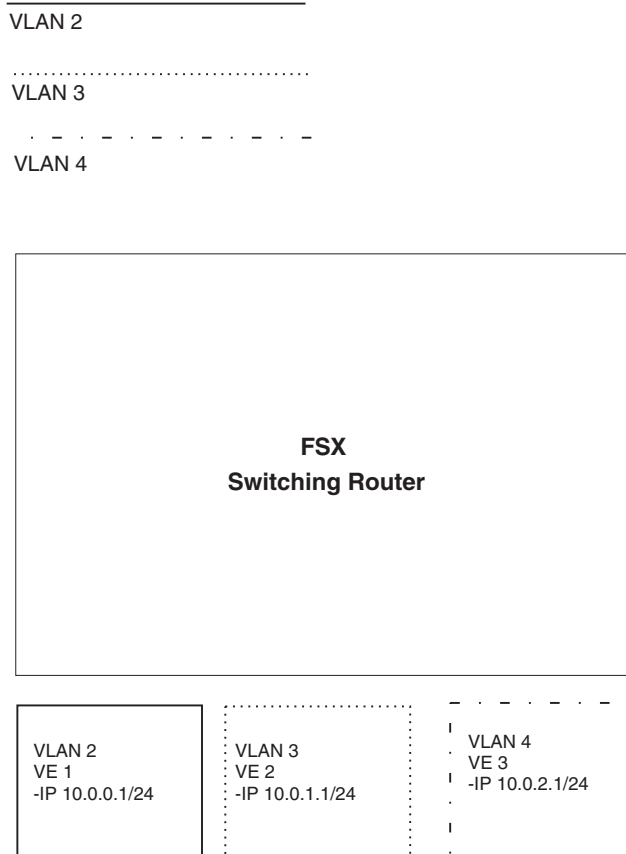 VLAN 2
VLAN 3
VLAN 4
FSX
Switching Router
VLAN 2
VE 1
-IP 10.0.0.1/24
VLAN 3
VE 2
-IP 10.0.1.1/24
VLAN 4
VE 3
-IP 10.0.2.1/24